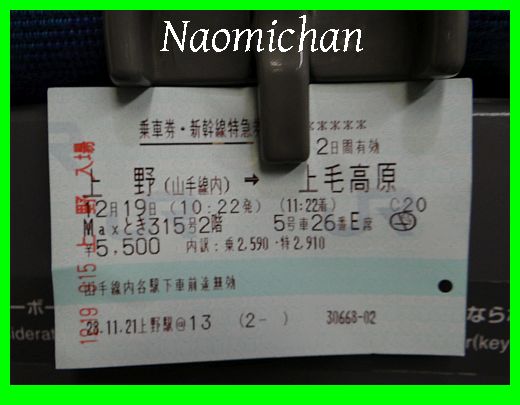 Naomichan
乗車券・新幹線特急券
*****
2日間有効
上野(山手線内) → 上毛高原
12月19日 (10:22発) (11:22着) C20
Maxとき315号2階 5号車26番E席
¥5,500 内訳:乗2,590・特2,910
山手線内各駅下車前途無効
23.11.21上野駅@13 (2- ) 30668-02
上野 入場